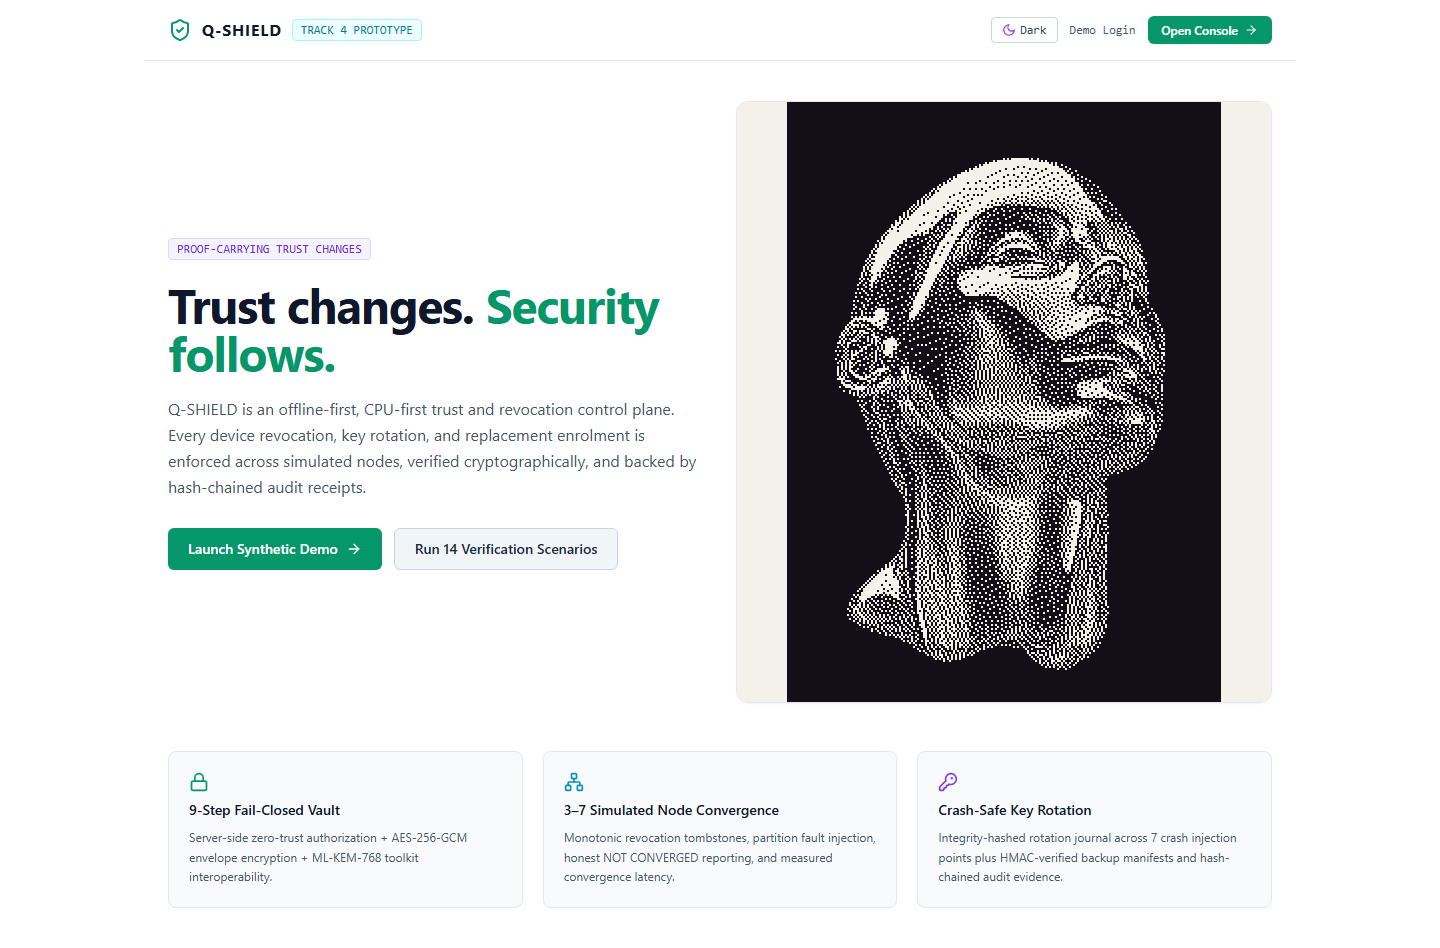 Q-SHIELD
TRACK 4 PROTOTYPE
Dark
Demo Login
Open Console
PROOF-CARRYING TRUST CHANGES
Trust changes. Security
follows.
Q-SHIELD is an offline-first, CPU-first trust and revocation control plane.
Every device revocation, key rotation, and replacement enrolment is
enforced across simulated nodes, verified cryptographically, and backed by
hash-chained audit receipts.
Launch Synthetic Demo
Run 14 Verification Scenarios
9-Step Fail-Closed Vault
Server-side zero-trust authorization + AES-256-GCM
envelope encryption + ML-KEM-768 toolkit
interoperability.
3–7 Simulated Node Convergence
Monotonic revocation tombstones, partition fault injection,
honest NOT CONVERGED reporting, and measured
convergence latency.
Crash-Safe Key Rotation
Integrity-hashed rotation journal across 7 crash injection
points plus HMAC-verified backup manifests and hash-
chained audit evidence.